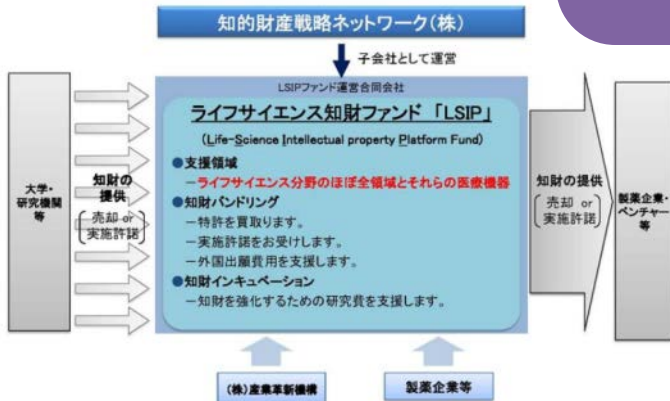 知的財産戦略ネットワーク(株)
子会社として運営
LSIPファンド運営合同会社
ライフサイエンス知財ファンド 「LSIP」
(Life-Science Intellectual property Platform Fund)
●支援領域
－ライフサイエンス分野のほぼ全領域とそれらの医療機器
●知財バンドリング
－特許を買取ります。
－実施許諾をお受けします。
－外国出願費用を支援します。
●知財インキュベーション
－知財を強化するための研究費を支援します。
大学・
研究機関
等
知財の
提供
売却 or
実施許諾
知財の提供
売却 or
実施許諾
製薬企業・
ベンチャー
等
(株)産業革新機構
製薬企業等